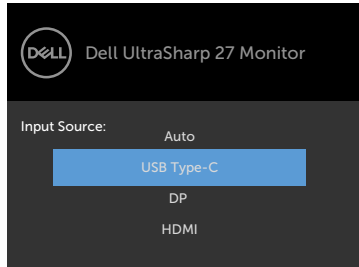 DELL Dell UltraSharp 27 Monitor
Input Source:
Auto
USB Type-C
DP
HDMI